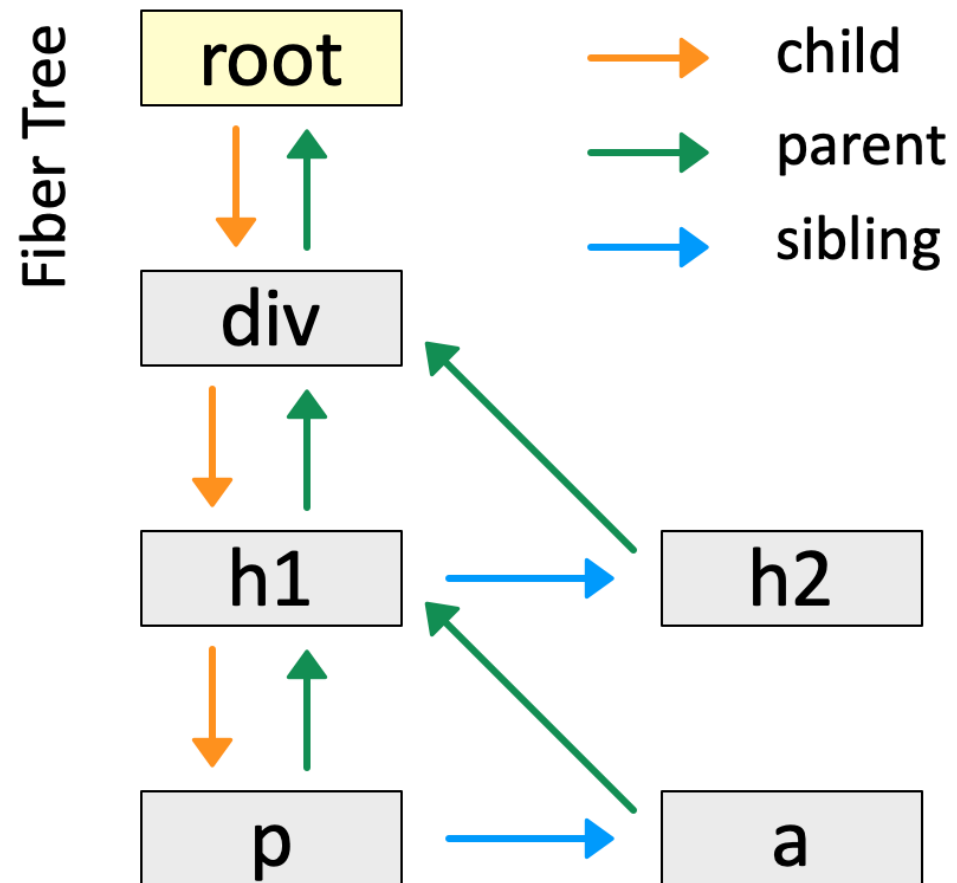 Fiber Tree
root
child
parent
sibling
div
h1
h2
p
a